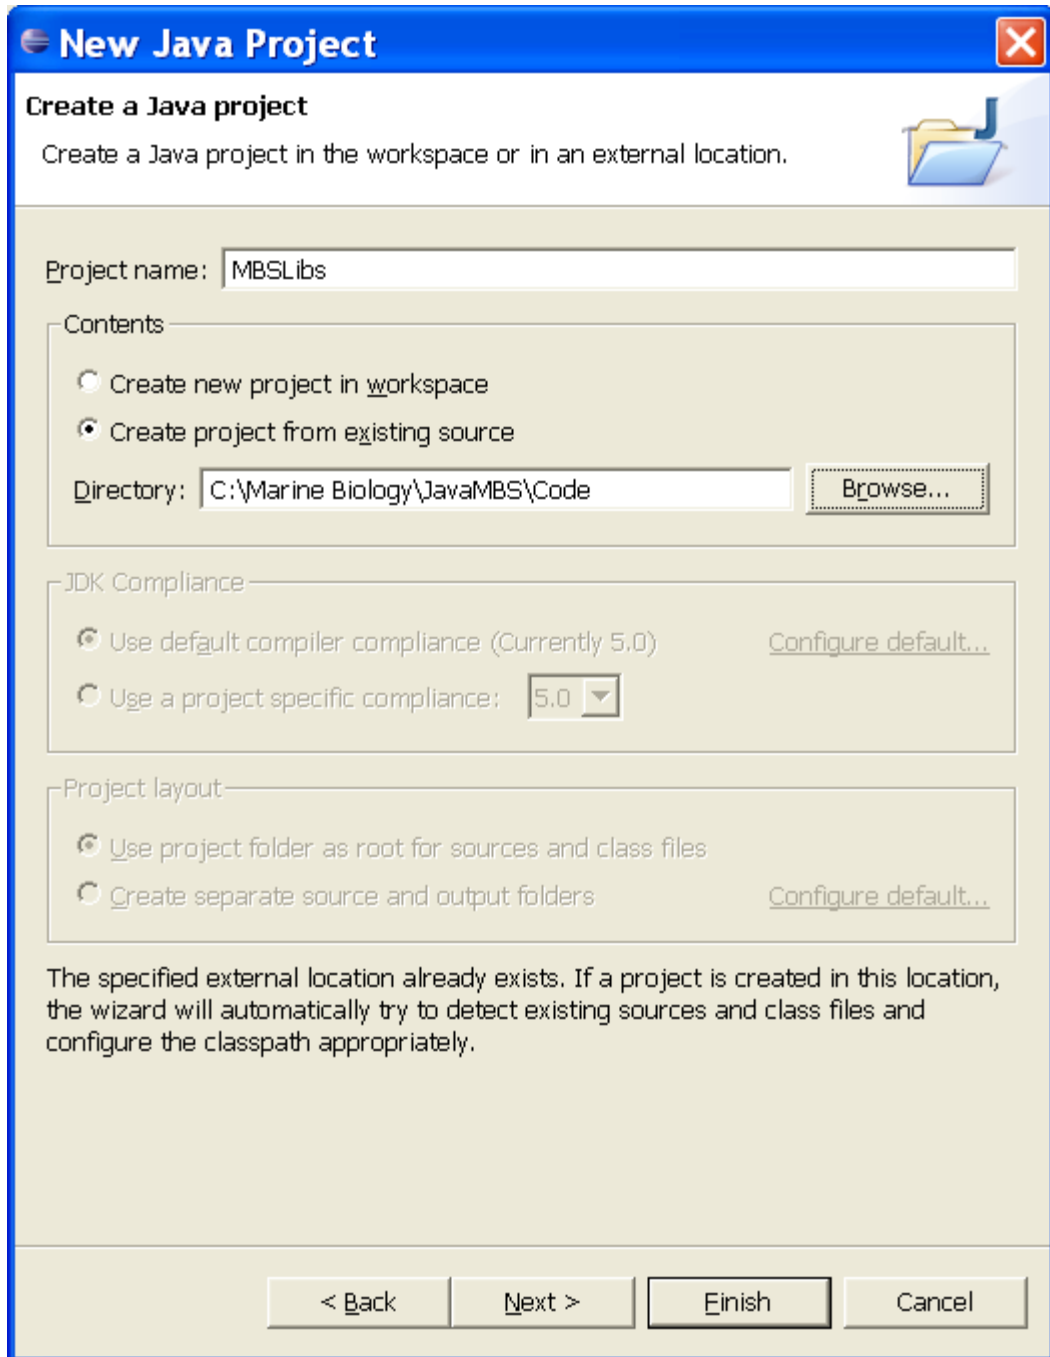 New Java Project
Create a Java project
Create a Java project in the workspace or in an external location.
Project name: MBSLibs
Contents
Create new project in workspace
Create project from existing source
Directory: C:\Marine Biology\JavaMBS\Code Browse...
JDK Compliance
Use default compiler compliance (Currently 5.0) Configure default...
Use a project specific compliance: 5.0
Project layout
Use project folder as root for sources and class files
Create separate source and output folders Configure default...
The specified external location already exists. If a project is created in this location,
the wizard will automatically try to detect existing sources and class files and
configure the classpath appropriately.
< Back Next > Finish Cancel